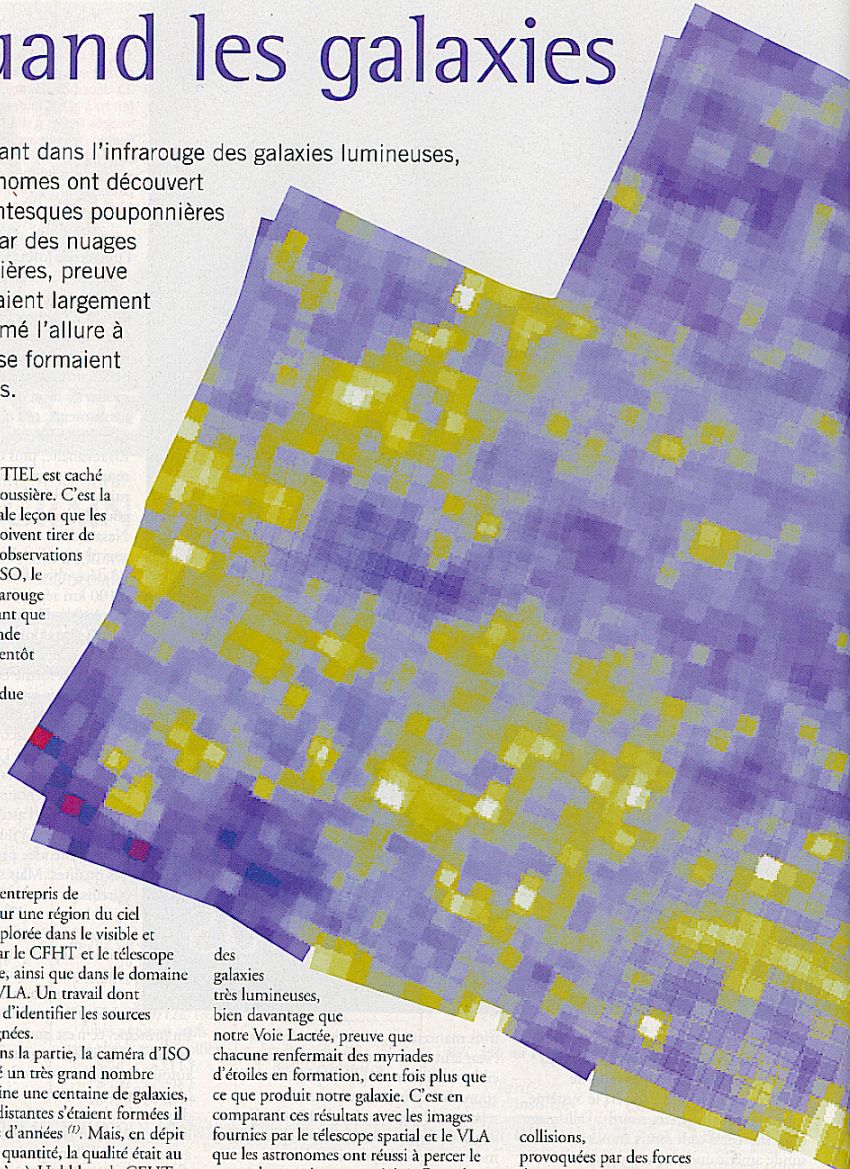 uand les galaxies
ant dans l'infrarouge des galaxies lumineuses,
nomes ont découvert
ntesques pouponnières
ar des nuages
ières, preuve
aient largement
mé l'allure à
se formaient
s.
TIEL est caché
oussière. C'est la
ale leçon que les
oivent tirer de
observations
SO, le
arouge
ant que
nde
entôt
due
entrepris de
ur une région du ciel
plorée dans le visible et
ar le CFHT et le télescope
e, ainsi que dans le domaine
VLA. Un travail dont
d'identifier les sources
gnées.
ns la partie, la caméra d'ISO
é un très grand nombre
ine une centaine de galaxies,
distantes s'étaient formées il
s d'années (1). Mais, en dépit
quantité, la qualité était au
des
galaxies
très lumineuses,
bien davantage que
notre Voie Lactée, preuve que
chacune renfermait des myriades
d'étoiles en formation, cent fois plus que
ce que produit notre galaxie. C'est en
comparant ces résultats avec les images
fournies par le télescope spatial et le VLA
que les astronomes ont réussi à percer le
collisions,
provoquées par des forces